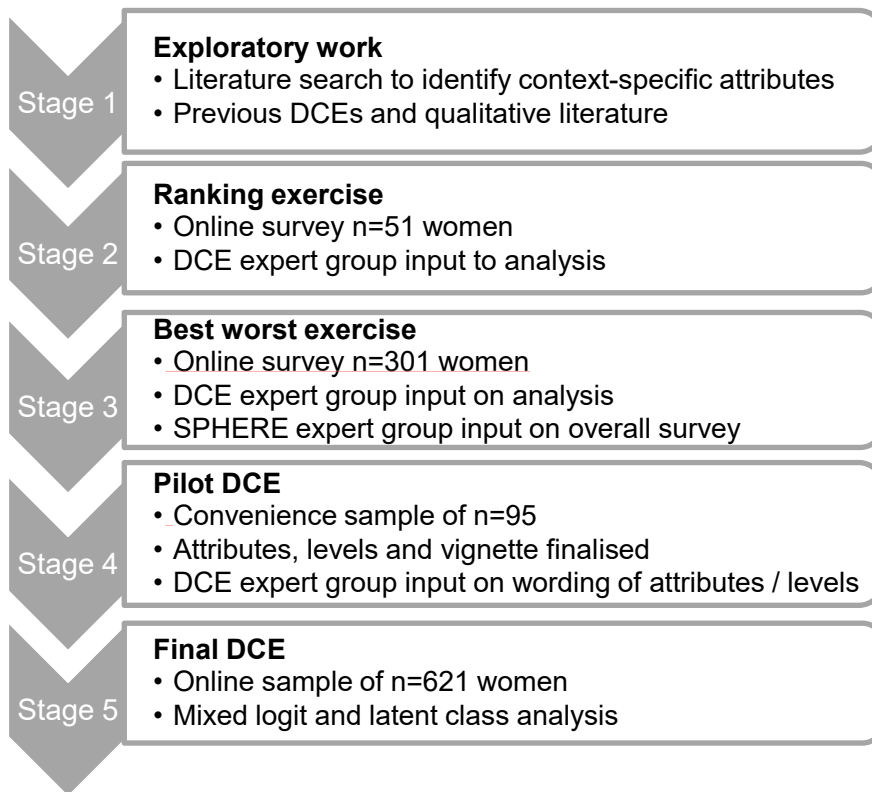 Stage 1
Exploratory work
• Literature search to identify context-specific attributes
• Previous DCEs and qualitative literature
Stage 2
Ranking exercise
• Online survey n=51 women
• DCE expert group input to analysis
Stage 3
Best worst exercise
• Online survey n=301 women
• DCE expert group input on analysis
• SPHERE expert group input on overall survey
Stage 4
Pilot DCE
• Convenience sample of n=95
• Attributes, levels and vignette finalised
• DCE expert group input on wording of attributes / levels
Stage 5
Final DCE
• Online sample of n=621 women
• Mixed logit and latent class analysis